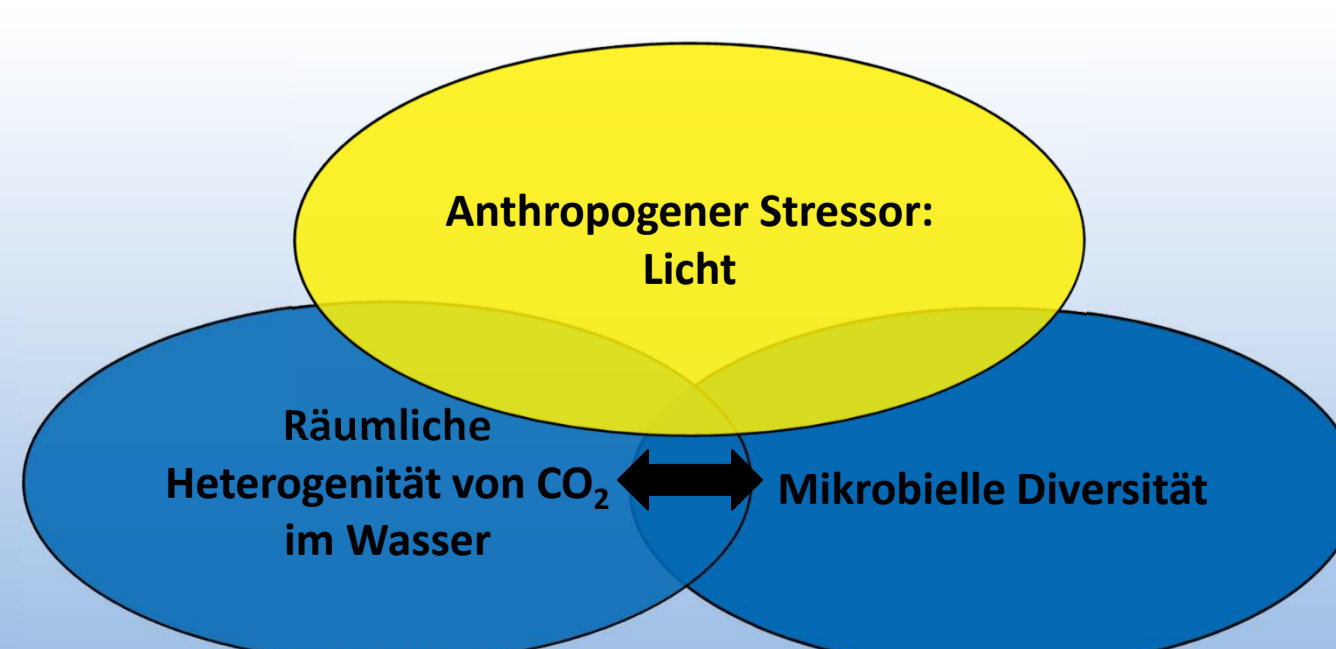 Anthropogener Stressor:
Licht
Räumliche
Heterogenität von CO₂
im Wasser
Mikrobielle Diversität